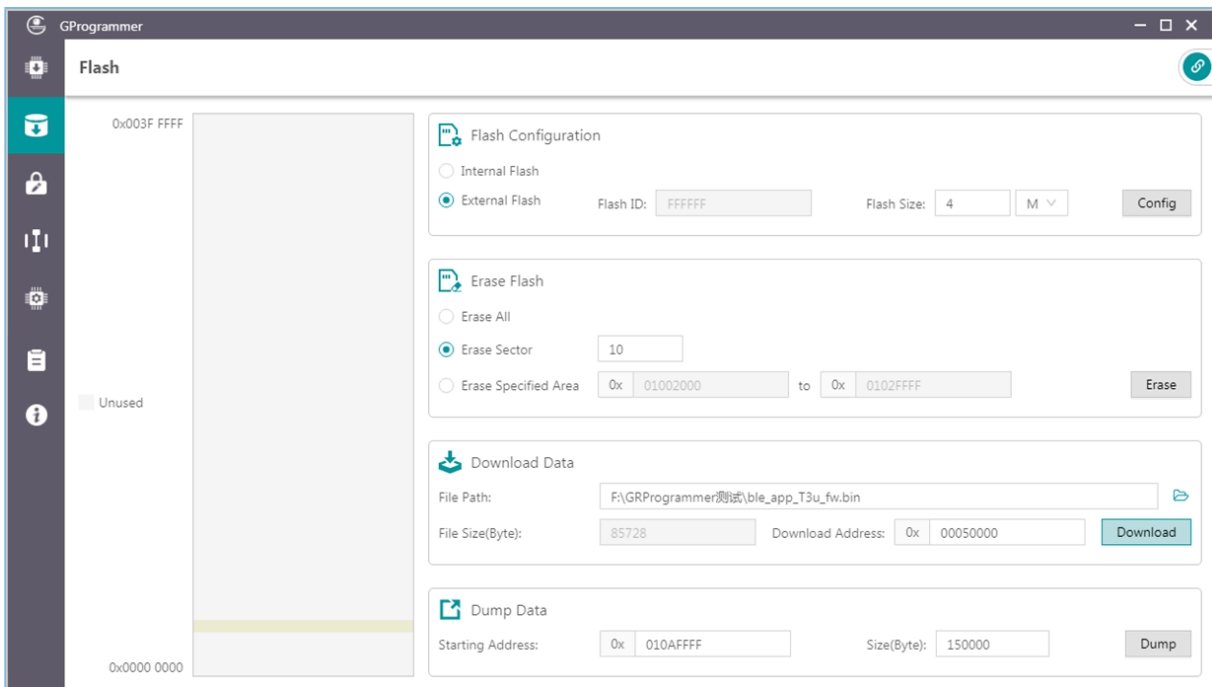 GProgrammer
Flash
0x003F FFFF
Unused
0x0000 0000
Flash Configuration
Internal Flash
External Flash Flash ID: FFFFFF Flash Size: 4 M Config
Erase Flash
Erase All
Erase Sector 10
Erase Specified Area 0x 01002000 to 0x 0102FFFF Erase
Download Data
File Path: F:\GRProgrammer测试\ble_app_T3u_fw.bin
File Size(Byte): 85728 Download Address: 0x 00050000 Download
Dump Data
Starting Address: 0x 010AFFFF Size(Byte): 150000 Dump